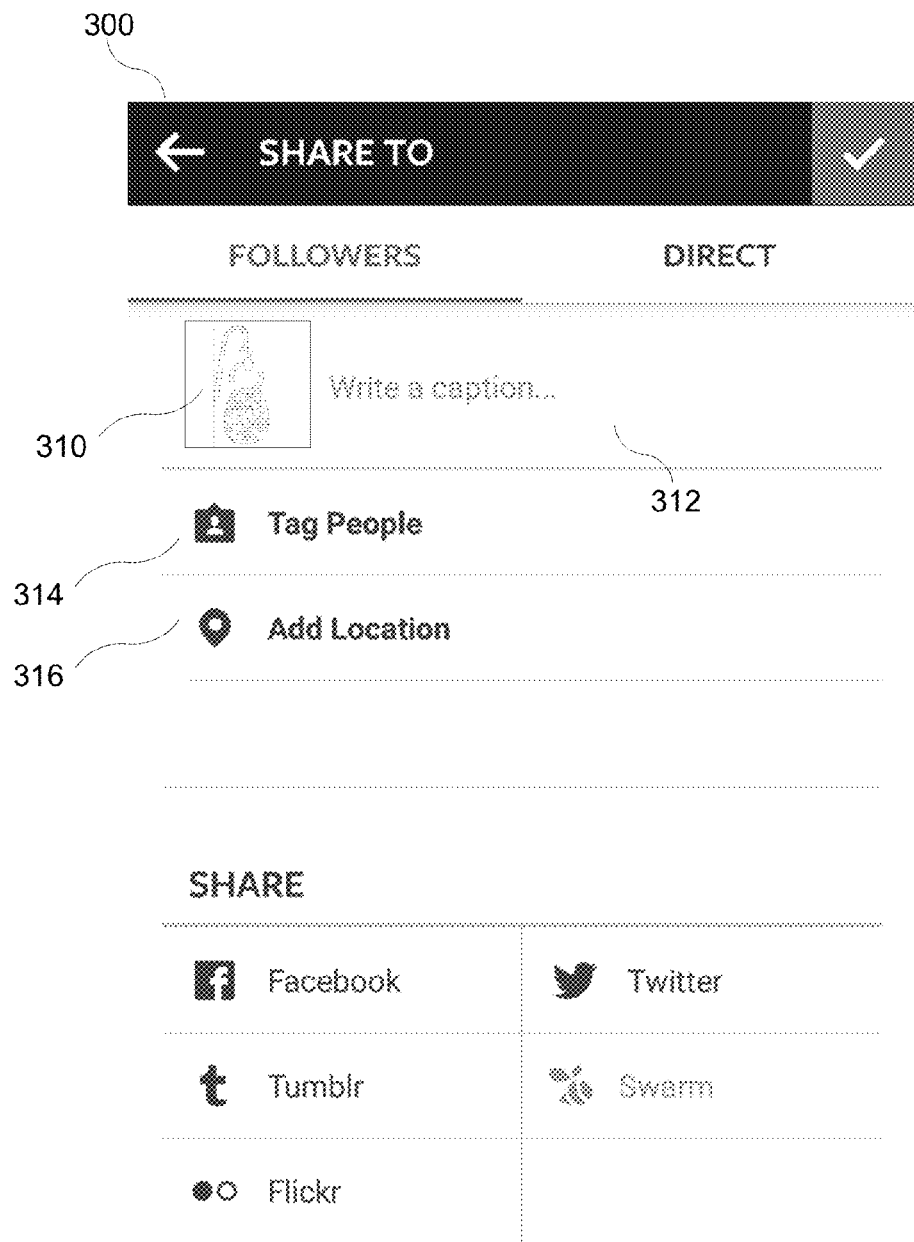 300
SHARE TO
FOLLOWERS DIRECT
Write a caption...
310
312
Tag People
314
Add Location
316
SHARE
Facebook Twitter
Tumblr Swarm
Flickr